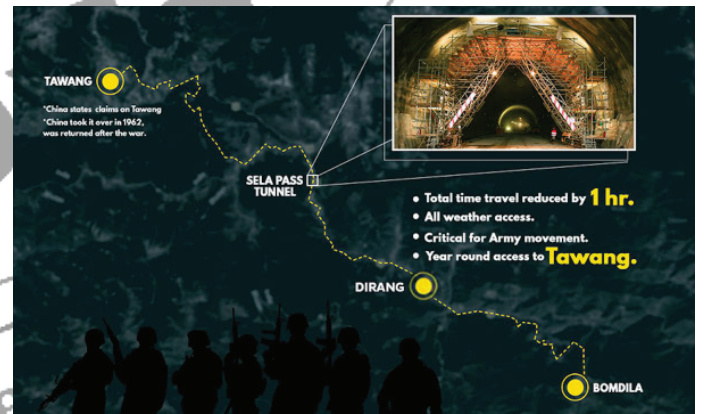 TAWANG
*China states claims on Tawang
*China took it over in 1962,
was returned after the war.
SELA PASS
TUNNEL
• Total time travel reduced by 1 hr.
• All weather access.
• Critical for Army movement.
• Year round access to Tawang.
DIRANG
BOMDILA